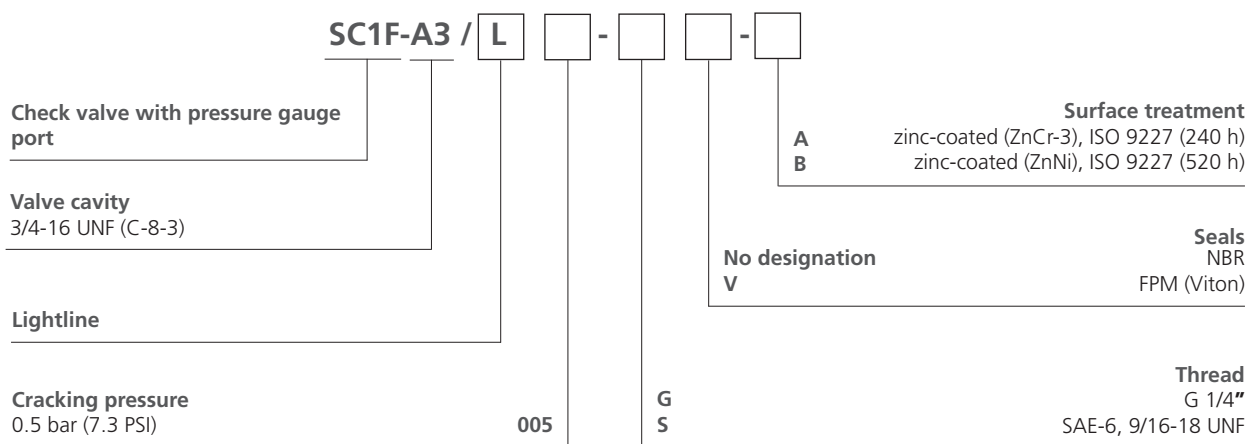 SC1F-A3 / L - -
Check valve with pressure gauge
port
Valve cavity
3/4-16 UNF (C-8-3)
Lightline
Cracking pressure
0.5 bar (7.3 PSI) 005
Surface treatment
A zinc-coated (ZnCr-3), ISO 9227 (240 h)
B zinc-coated (ZnNi), ISO 9227 (520 h)
Seals
No designation NBR
V FPM (Viton)
Thread
G G 1/4"
S SAE-6, 9/16-18 UNF